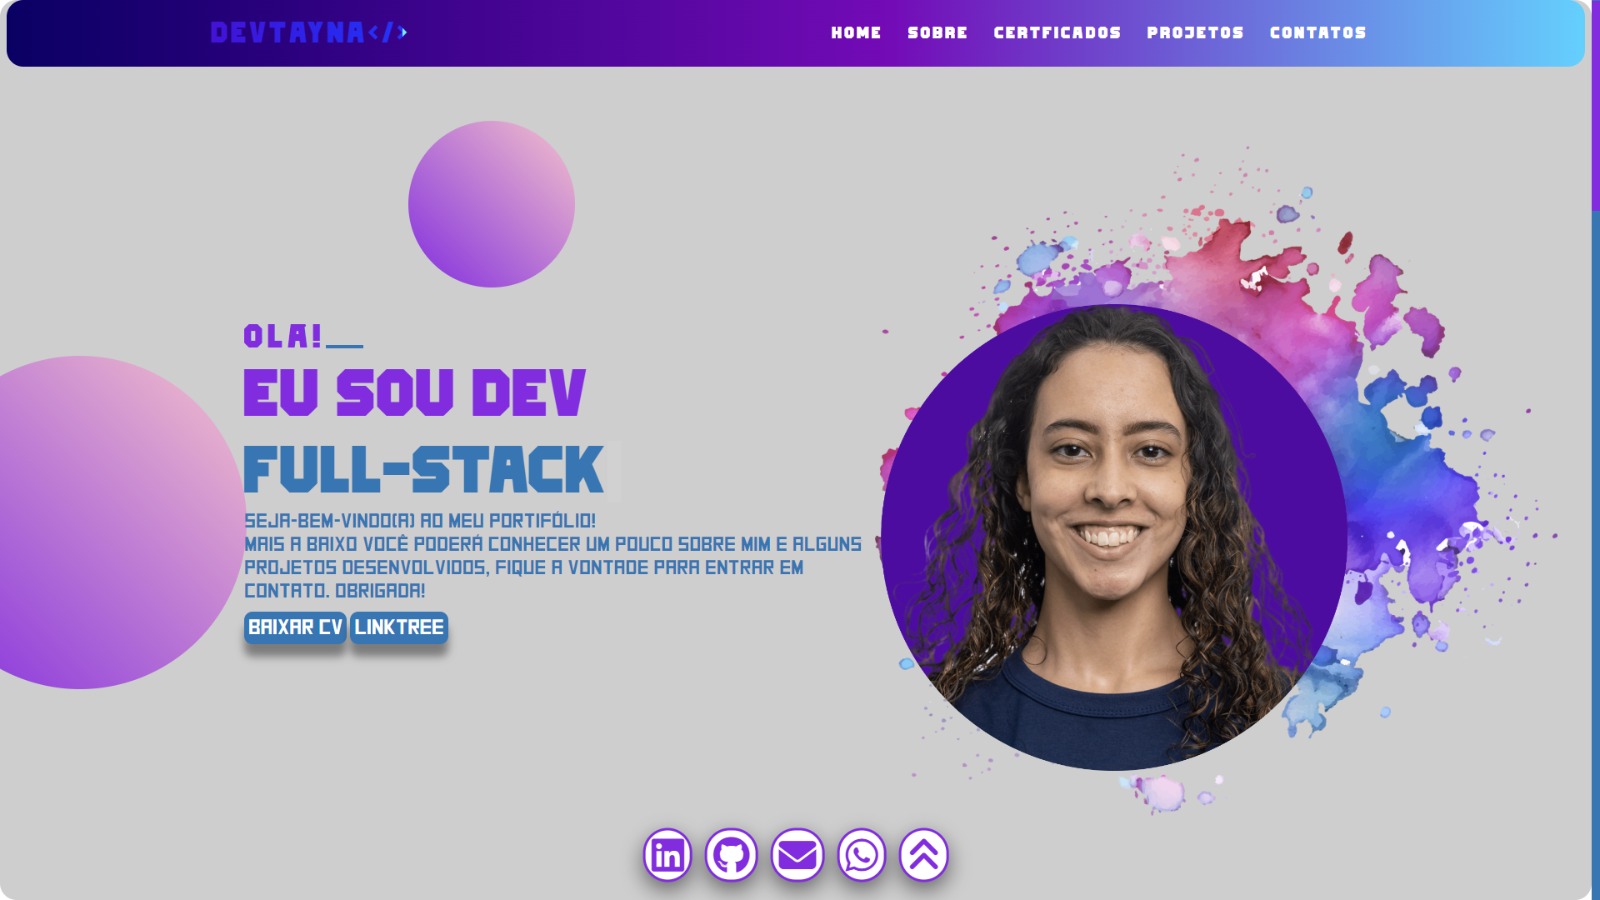 DEVTAYNA</>
HOME SOBRE CERTFICADOS PROJETOS CONTATOS
OLA!__
EU SOU DEV
FULL-STACK
SEJA-BEM-VINDO(A) AO MEU PORTIFÓLIO!
MAIS A BAIXO VOCÊ PODERÁ CONHECER UM POUCO SOBRE MIM E ALGUNS
PROJETOS DESENVOLVIDOS, FIQUE A VONTADE PARA ENTRAR EM
CONTATO. OBRIGADA!
BAIXAR CV LINKTREE
in